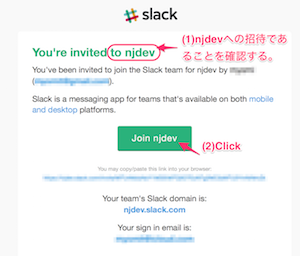 slack
You're invited to njdev
(1)njdevへの招待であ
ることを確認する。
You've been invited to join the Slack team for njdev by
Slack is a messaging app for teams that's available on both mobile
and desktop platforms.
Join njdev
(2)Click
You may copy/paste this link into your browser:
Your team's Slack domain is:
njdev.slack.com
Your sign in email is: